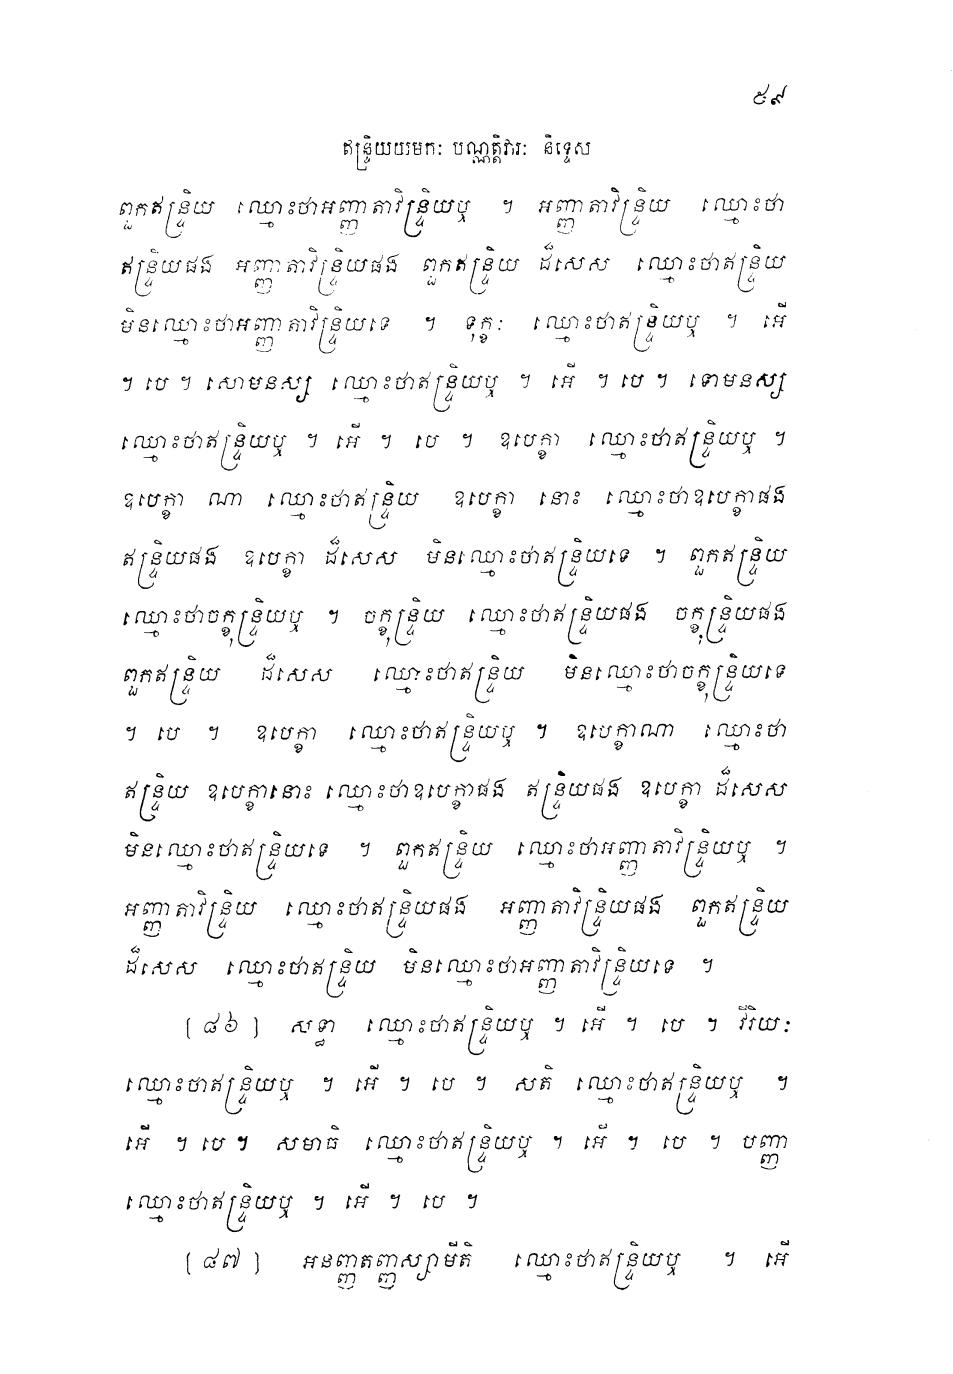 ៥៩
ឥន្ទ្រិយយមកៈ បណ្ណត្តិវារៈ និទ្ទេស
ពួកឥន្ទ្រិយ ឈ្មោះថាអញ្ញាតាវិន្ទ្រិយឬ ។ អញ្ញាតាវិន្ទ្រិយ ឈ្មោះថា
ឥន្ទ្រិយផង អញ្ញាតាវិន្ទ្រិយផង ពួកឥន្ទ្រិយ ដ៏សេស ឈ្មោះថាឥន្ទ្រិយ
មិនឈ្មោះថាអញ្ញាតាវិន្ទ្រិយទេ ។ ទុក្ខៈ ឈ្មោះថាឥន្ទ្រិយឬ ។ អើ
។ បេ ។ សោមនស្ស ឈ្មោះថាឥន្ទ្រិយឬ ។ អើ ។ បេ ។ ទោមនស្ស
ឈ្មោះថាឥន្ទ្រិយឬ ។ អើ ។ បេ ។ ឧបេក្ខា ឈ្មោះថាឥន្ទ្រិយឬ ។
ឧបេក្ខា ណា ឈ្មោះថាឥន្ទ្រិយ ឧបេក្ខា នោះ ឈ្មោះថាឧបេក្ខាផង
ឥន្ទ្រិយផង ឧបេក្ខា ដ៏សេស មិនឈ្មោះថាឥន្ទ្រិយទេ ។ ពួកឥន្ទ្រិយ
ឈ្មោះថាចក្ខុន្ទ្រិយឬ ។ ចក្ខុន្ទ្រិយ ឈ្មោះថាឥន្ទ្រិយផង ចក្ខុន្ទ្រិយផង
ពួកឥន្ទ្រិយ ដ៏សេស ឈ្មោះថាឥន្ទ្រិយ មិនឈ្មោះថាចក្ខុន្ទ្រិយទេ
។ បេ ។ ឧបេក្ខា ឈ្មោះថាឥន្ទ្រិយឬ ។ ឧបេក្ខាណា ឈ្មោះថា
ឥន្ទ្រិយ ឧបេក្ខានោះ ឈ្មោះថាឧបេក្ខាផង ឥន្ទ្រិយផង ឧបេក្ខា ដ៏សេស
មិនឈ្មោះថាឥន្ទ្រិយទេ ។ ពួកឥន្ទ្រិយ ឈ្មោះថាអញ្ញាតាវិន្ទ្រិយឬ ។
អញ្ញាតាវិន្ទ្រិយ ឈ្មោះថាឥន្ទ្រិយផង អញ្ញាតាវិន្ទ្រិយផង ពួកឥន្ទ្រិយ
ដ៏សេស ឈ្មោះថាឥន្ទ្រិយ មិនឈ្មោះថាអញ្ញាតាវិន្ទ្រិយទេ ។
[ ៨៦ ] សទ្ធា ឈ្មោះថាឥន្ទ្រិយឬ ។ អើ ។ បេ ។ វីរិយៈ
ឈ្មោះថាឥន្ទ្រិយឬ ។ អើ ។ បេ ។ សតិ ឈ្មោះថាឥន្ទ្រិយឬ ។
អើ ។ បេ ។ សមាធិ ឈ្មោះថាឥន្ទ្រិយឬ ។ អើ ។ បេ ។ បញ្ញា
ឈ្មោះថាឥន្ទ្រិយឬ ។ អើ ។ បេ ។
[ ៨៧ ] អនញ្ញតញ្ញស្សាមីតិ ឈ្មោះថាឥន្ទ្រិយឬ ។ អើ